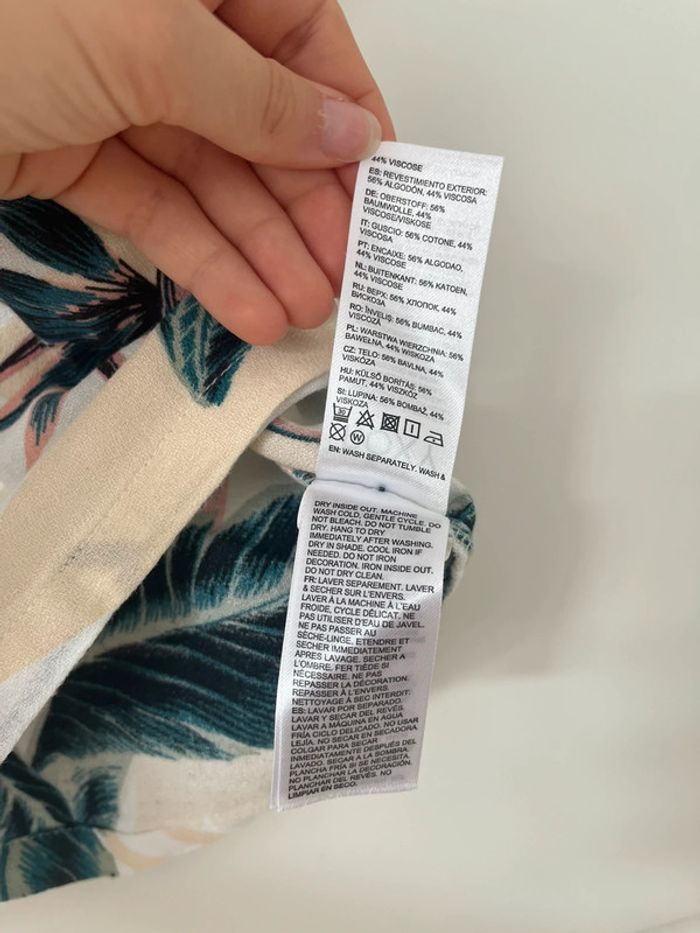 44% VISCOSE
ES: REVESTIMIENTO EXTERIOR:
56% ALGODÓN, 44% VISCOSA
DE: OBERSTOFF: 56%
BAUMWOLLE, 44%
VISCOSE/VISKOSE
IT: GUSCIO: 56% COTONE, 44%
VISCOSA
PT: ENCAIXE: 56% ALGODAO,
44% VISCOSE
NL: BUITENKANT: 56% KATOEN,
44% VISCOSE
RU: ВЕРХ: 56% ХЛОПОК, 44%
ВИСКОЗА
RO: ÎNVELIȘ: 56% BUMBAC, 44%
VISCOZĂ
PL: WARSTWA WIERZCHNIA: 56%
BAWEŁNA, 44% WISKOZA
CZ: TELO: 56% BAVLNA, 44%
VISKÓZA
HU: KÜLSŐ BORÍTÁS: 56%
PAMUT, 44% VISZKÓZ
SI: LUPINA: 56% BOMBAŽ, 44%
VISKOZA
30
W
EN: WASH SEPARATELY. WASH &
DRY INSIDE OUT. MACHINE
WASH COLD, GENTLE CYCLE. DO
NOT BLEACH. DO NOT TUMBLE
DRY. HANG TO DRY
IMMEDIATELY AFTER WASHING.
DRY IN SHADE. COOL IRON IF
NEEDED. DO NOT IRON
DECORATION. IRON INSIDE OUT.
DO NOT DRY CLEAN.
FR: LAVER SEPAREMENT. LAVER
& SECHER SUR L'ENVERS.
LAVER À LA MACHINE À L'EAU
FROIDE, CYCLE DÉLICAT. NE
PAS UTILISER D'EAU DE JAVEL.
NE PAS PASSER AU
SÈCHE-LINGE. ETENDRE ET
SECHER IMMEDIATEMENT
APRES LAVAGE. SECHER A
L'OMBRE. FER TIÈDE SI
NÉCESSAIRE. NE PAS
REPASSER LA DÉCORATION.
REPASSER À L'ENVERS.
NETTOYAGE À SEC INTERDIT.
ES: LAVAR POR SEPARADO.
LAVAR Y SECAR DEL REVÉS.
LAVAR A MÁQUINA EN AGUA
FRÍA CICLO DELICADO. NO USAR
LEJÍA. NO SECAR EN SECADORA.
COLGAR PARA SECAR
INMEDIATAMENTE DESPUÉS DEL
LAVADO. SECAR A LA SOMBRA.
PLANCHA FRÍA SI SE NECESITA.
NO PLANCHAR LA DECORACIÓN.
PLANCHAR DEL REVÉS. NO
LIMPIAR EN SECO.